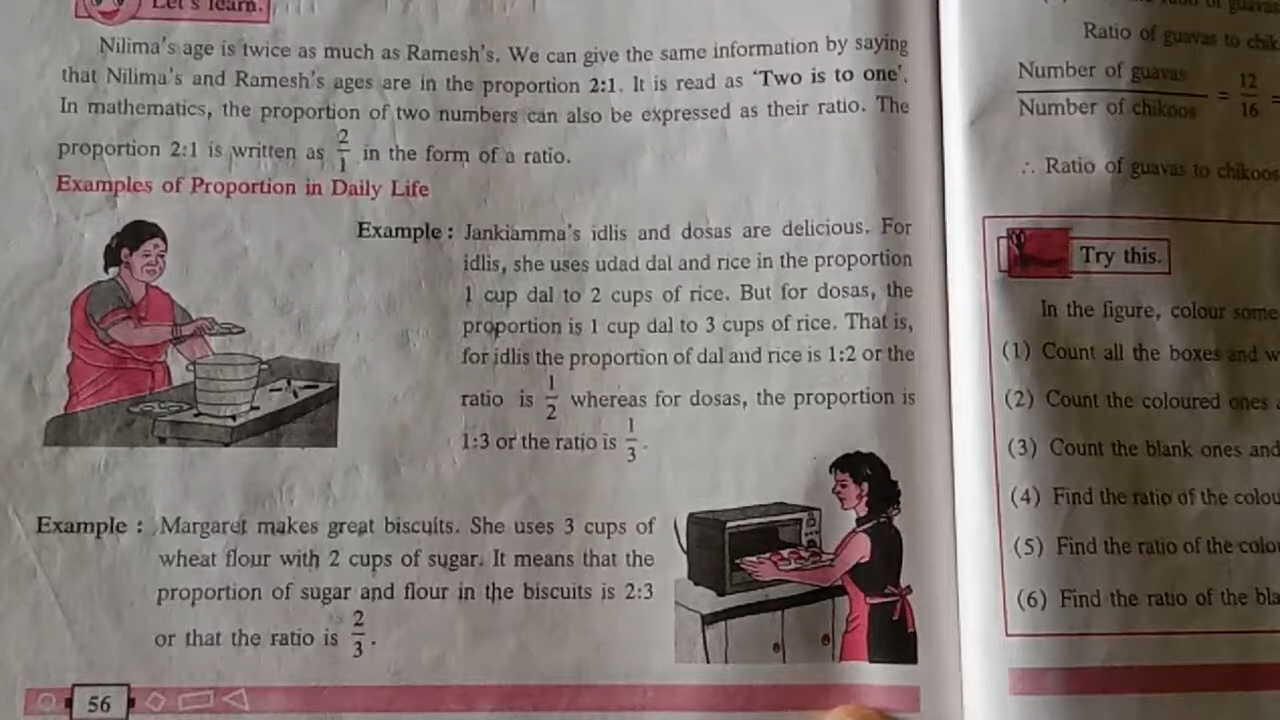 Let's learn.
Nilima's age is twice as much as Ramesh's. We can give the same information by saying
that Nilima's and Ramesh's ages are in the proportion 2:1. It is read as 'Two is to one'.
In mathematics, the proportion of two numbers can also be expressed as their ratio. The
proportion 2:1 is written as 2/1 in the form of a ratio.
Examples of Proportion in Daily Life
Example : Jankiamma's idlis and dosas are delicious. For
idlis, she uses udad dal and rice in the proportion
1 cup dal to 2 cups of rice. But for dosas, the
proportion is 1 cup dal to 3 cups of rice. That is,
for idlis the proportion of dal and rice is 1:2 or the
ratio is 1/2 whereas for dosas, the proportion is
1:3 or the ratio is 1/3.
Example : Margaret makes great biscuits. She uses 3 cups of
wheat flour with 2 cups of sugar. It means that the
proportion of sugar and flour in the biscuits is 2:3
or that the ratio is 2/3.
56
of guavas
Ratio of guavas to chik
Number of guavas / Number of chikoos = 12/16 =
∴ Ratio of guavas to chikoos
Try this.
In the figure, colour some
(1) Count all the boxes and w
(2) Count the coloured ones
(3) Count the blank ones and
(4) Find the ratio of the colou
(5) Find the ratio of the colo
(6) Find the ratio of the bla